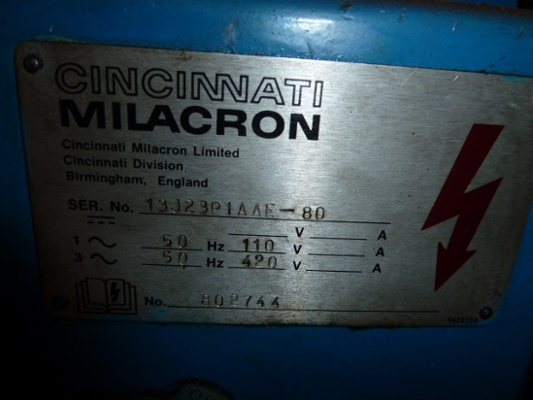 CINCINNATI
MILACRON
Cincinnati Milacron Limited
Cincinnati Division
Birmingham, England
SER. No. 13J23P1AAE-80
V A
1 ~ 50 Hz 110 V A
3 ~ 50 Hz 420 V A
No. 802744